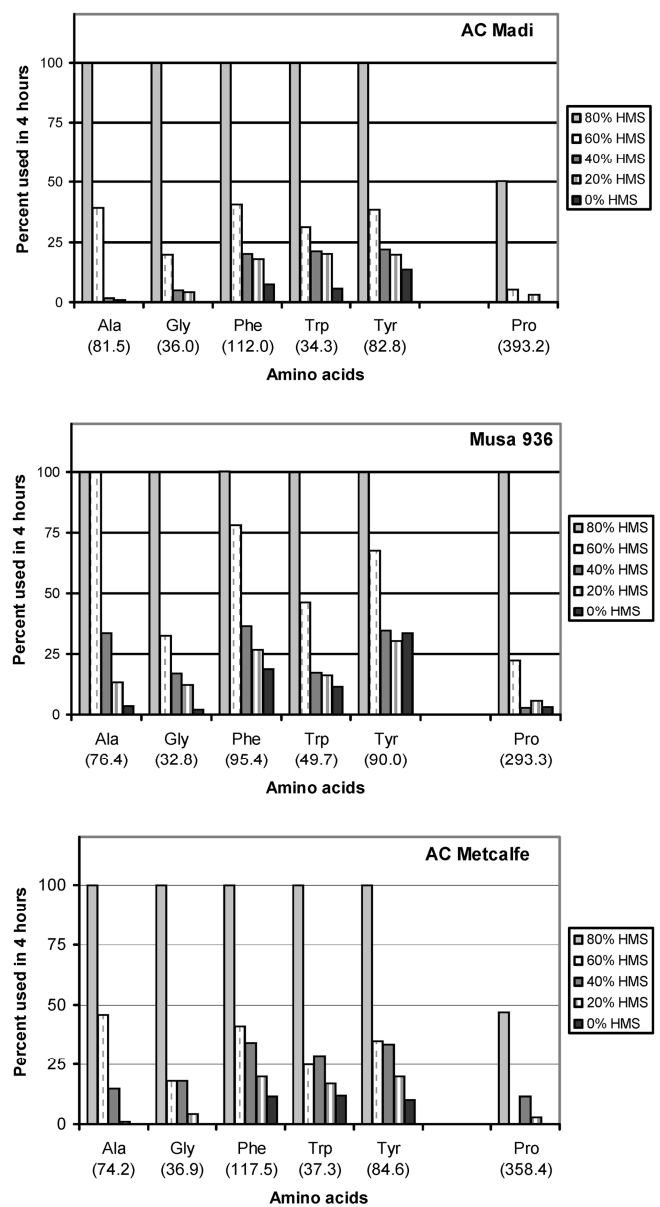 AC Madi
Percent used in 4 hours
100
75
50
25
0
80% HMS
60% HMS
40% HMS
20% HMS
0% HMS
Ala Gly Phe Trp Tyr Pro
(81.5) (36.0) (112.0) (34.3) (82.8) (393.2)
Amino acids
Musa 936
Percent used in 4 hours
100
75
50
25
0
80% HMS
60% HMS
40% HMS
20% HMS
0% HMS
Ala Gly Phe Trp Tyr Pro
(76.4) (32.8) (95.4) (49.7) (90.0) (293.3)
Amino acids
AC Metcalfe
Percent used in 4 hours
100
75
50
25
0
80% HMS
60% HMS
40% HMS
20% HMS
0% HMS
Ala Gly Phe Trp Tyr Pro
(74.2) (36.9) (117.5) (37.3) (84.6) (358.4)
Amino acids